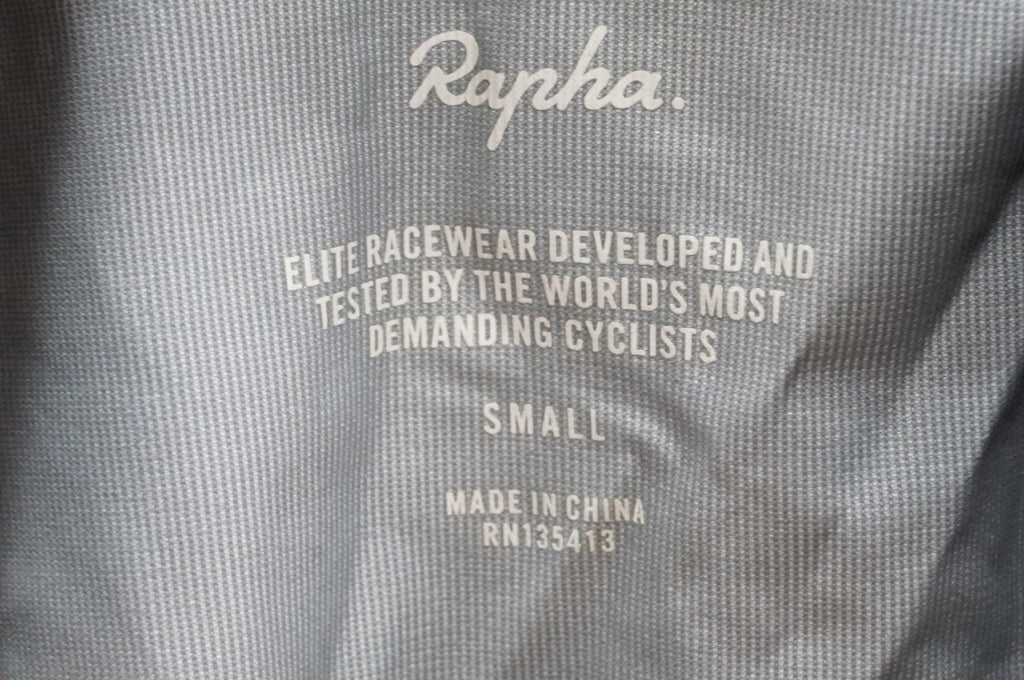 Rapha.
ELITE RACEWEAR DEVELOPED AND
TESTED BY THE WORLD'S MOST
DEMANDING CYCLISTS
SMALL
MADE IN CHINA
RN135413